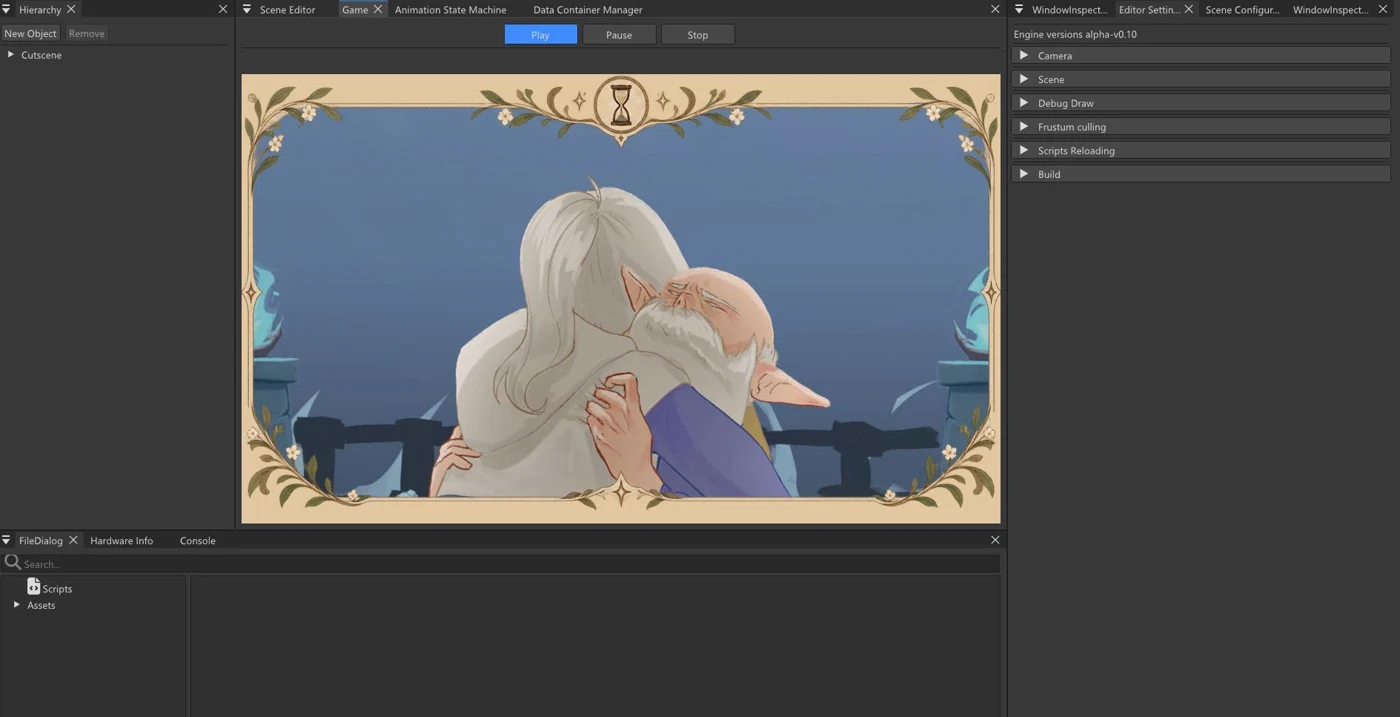 Hierarchy
New Object Remove
Cutscene
Scene Editor Game Animation State Machine Data Container Manager
Play Pause Stop
WindowInspect... Editor Settin... Scene Configur... WindowInspect...
Engine versions alpha-v0.10
Camera
Scene
Debug Draw
Frustum culling
Scripts Reloading
Build
FileDialog Hardware Info Console
Search...
Scripts
Assets